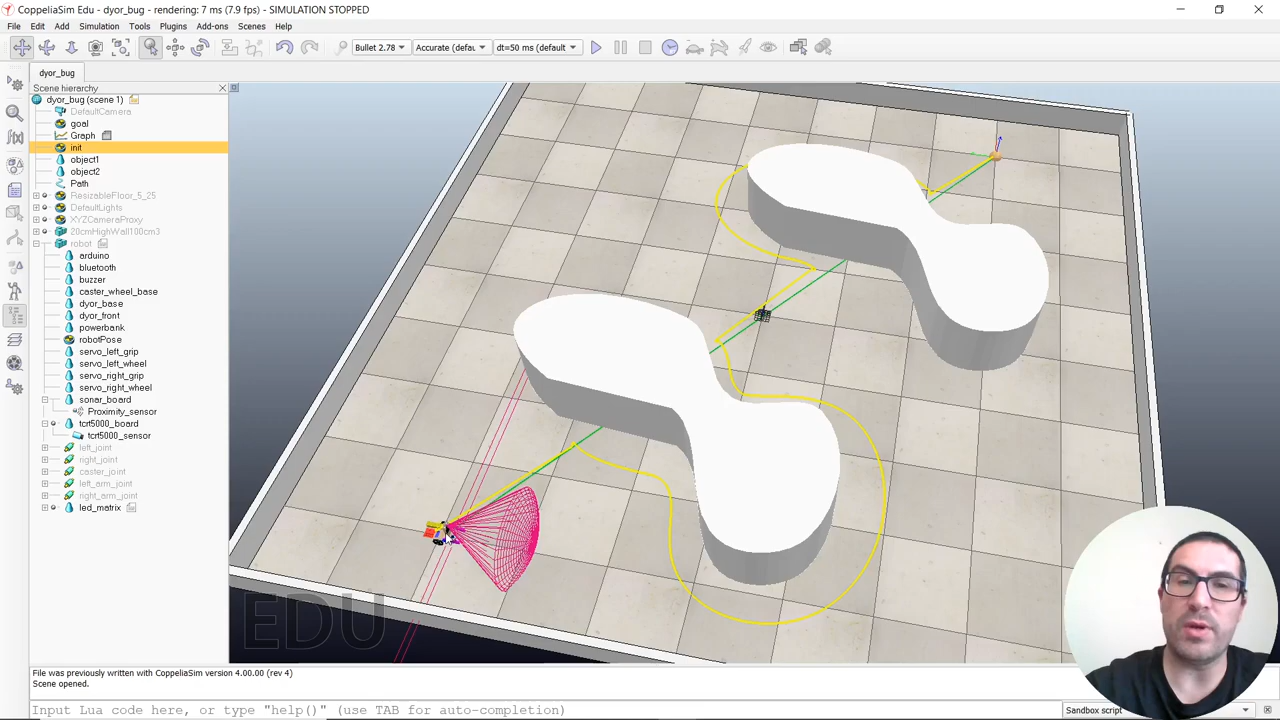 CoppeliaSim Edu - dyor_bug - rendering: 7 ms (7.9 fps) - SIMULATION STOPPED
File Edit Add Simulation Tools Plugins Add-ons Scenes Help
Bullet 2.78 Accurate (defau dt=50 ms (default
dyor_bug
Scene hierarchy
dyor_bug (scene 1)
DefaultCamera
goal
Graph
init
object1
object2
Path
ResizableFloor_5_25
DefaultLights
XYZCameraProxy
20cmHighWall100cm3
robot
arduino
bluetooth
buzzer
caster_wheel_base
dyor_base
dyor_front
powerbank
robotPose
servo_left_grip
servo_left_wheel
servo_right_grip
servo_right_wheel
sonar_board
Proximity_sensor
tcrt5000_board
tcrt5000_sensor
left_joint
right_joint
caster_joint
left_arm_joint
right_arm_joint
led_matrix
EDU
File was previously written with CoppeliaSim version 4.00.00 (rev 4)
Scene opened.
Input Lua code here, or type "help()" (use TAB for auto-completion)
Sandbox script